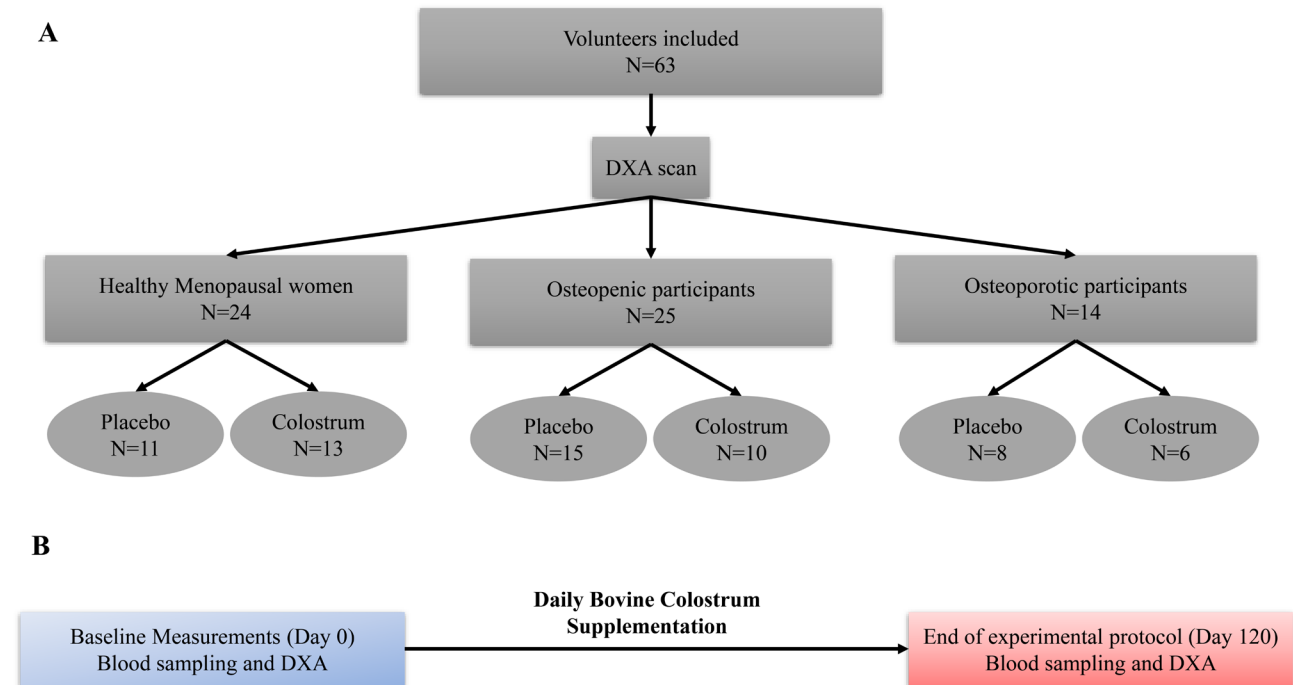 A
Volunteers included
N=63
DXA scan
Healthy Menopausal women
N=24
Osteopenic participants
N=25
Osteoporotic participants
N=14
Placebo
N=11
Colostrum
N=13
Placebo
N=15
Colostrum
N=10
Placebo
N=8
Colostrum
N=6
B
Baseline Measurements (Day 0)
Blood sampling and DXA
Daily Bovine Colostrum
Supplementation
End of experimental protocol (Day 120)
Blood sampling and DXA